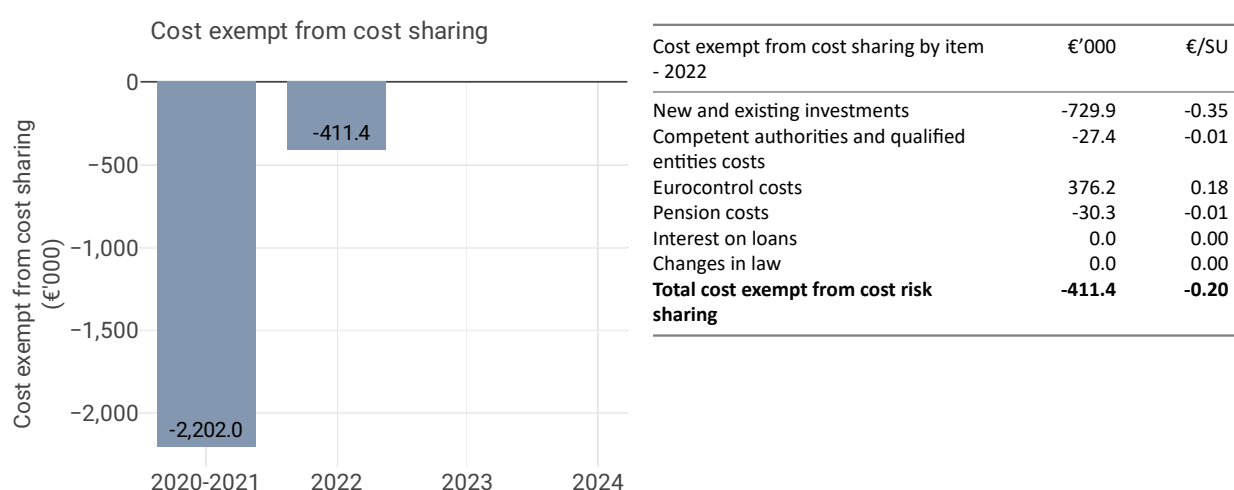 Cost exempt from cost sharing
Cost exempt from cost sharing
(€'000)
0
−500
−1,000
−1,500
−2,000
-2,202.0
-411.4
2020-2021 2022 2023 2024
Cost exempt from cost sharing by item €’000 €/SU
- 2022
New and existing investments -729.9 -0.35
Competent authorities and qualified -27.4 -0.01
entities costs
Eurocontrol costs 376.2 0.18
Pension costs -30.3 -0.01
Interest on loans 0.0 0.00
Changes in law 0.0 0.00
Total cost exempt from cost risk -411.4 -0.20
sharing